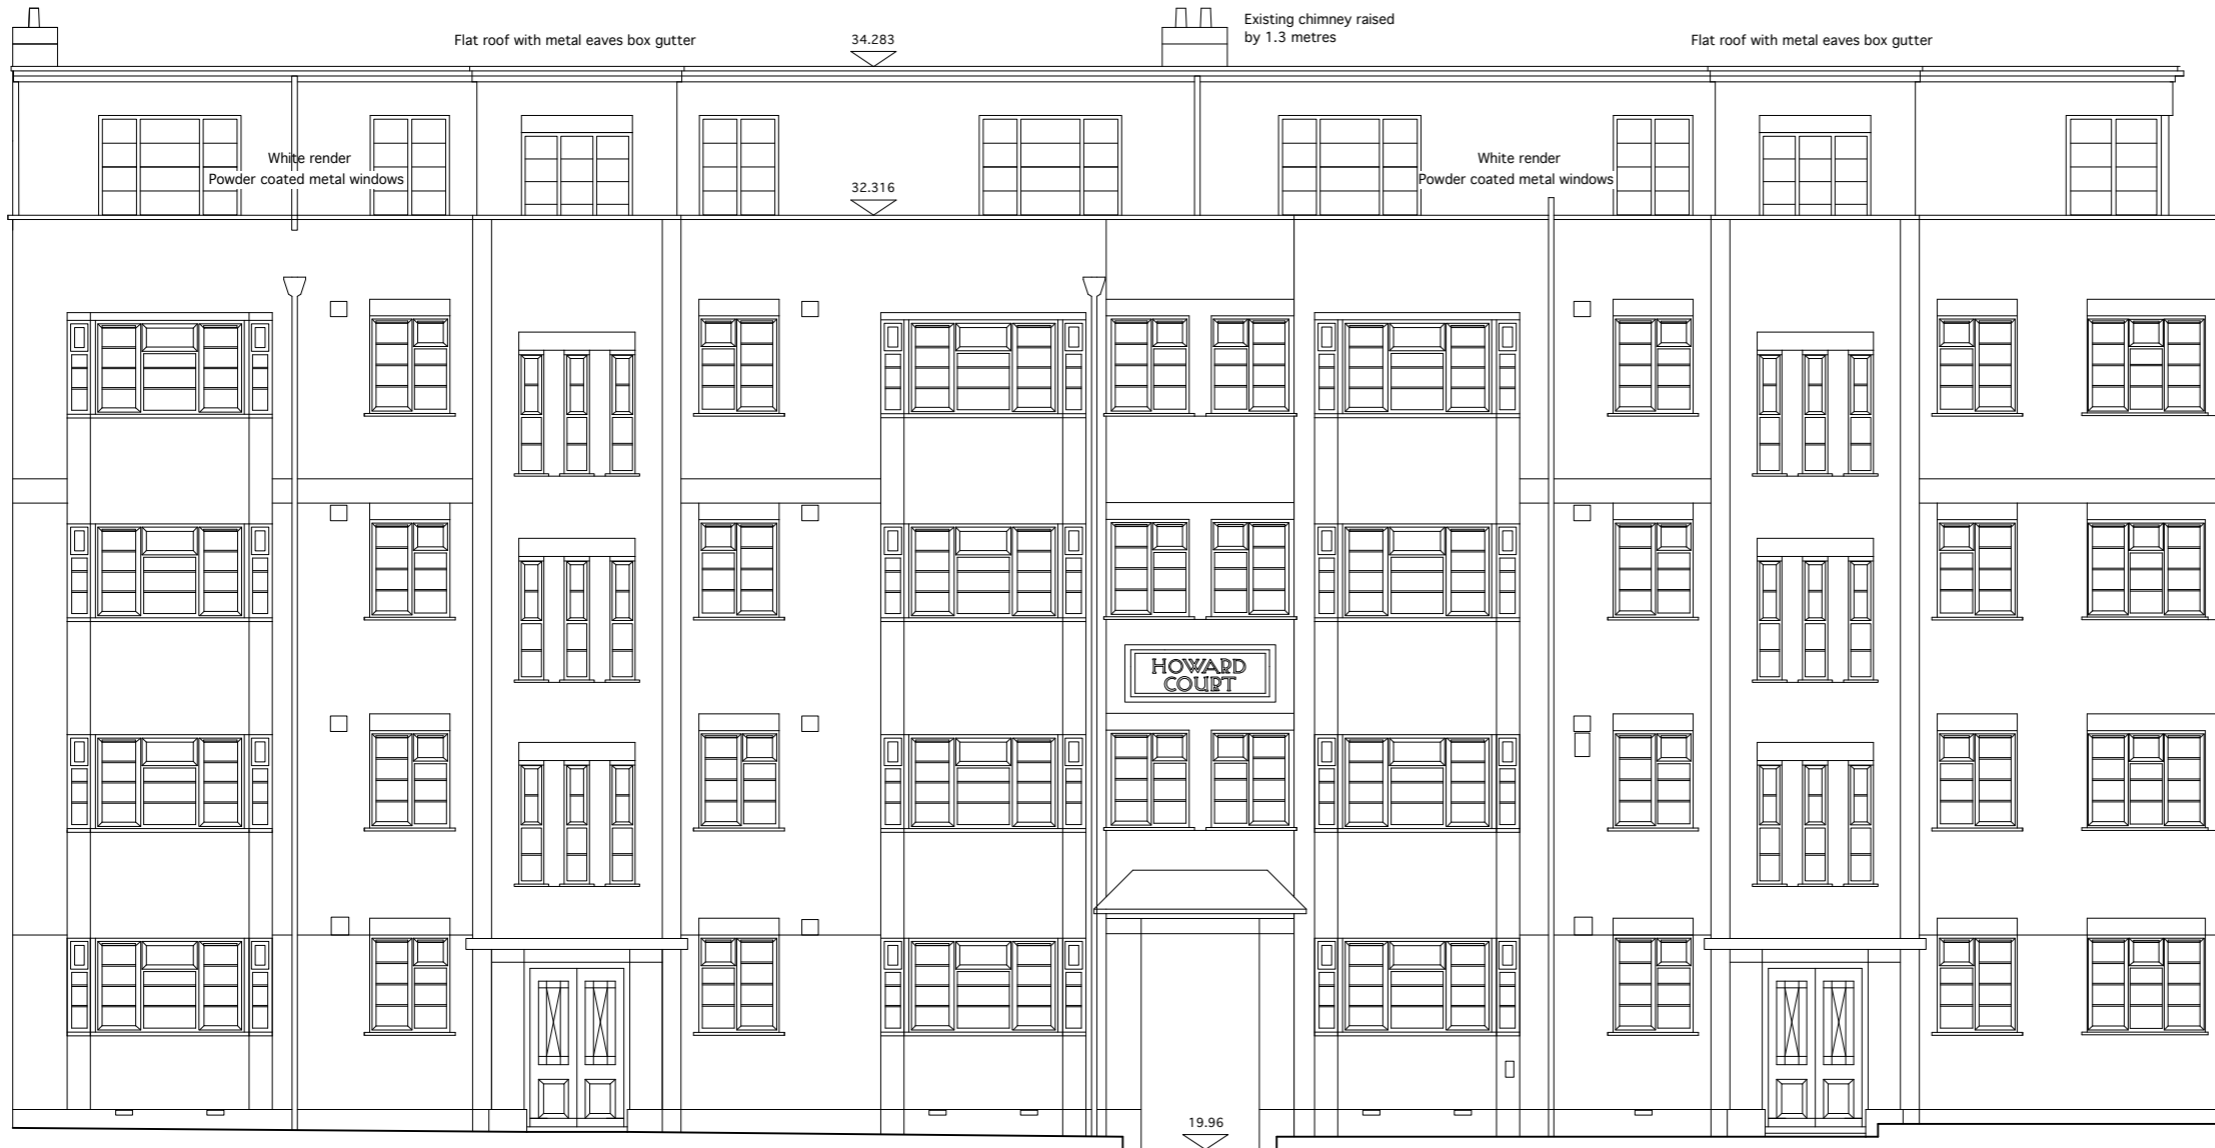 Existing chimney raised
by 1.3 metres
Flat roof with metal eaves box gutter
34.283
Flat roof with metal eaves box gutter
White render
Powder coated metal windows
32.316
White render
Powder coated metal windows
HOWARD
COURT
19.96